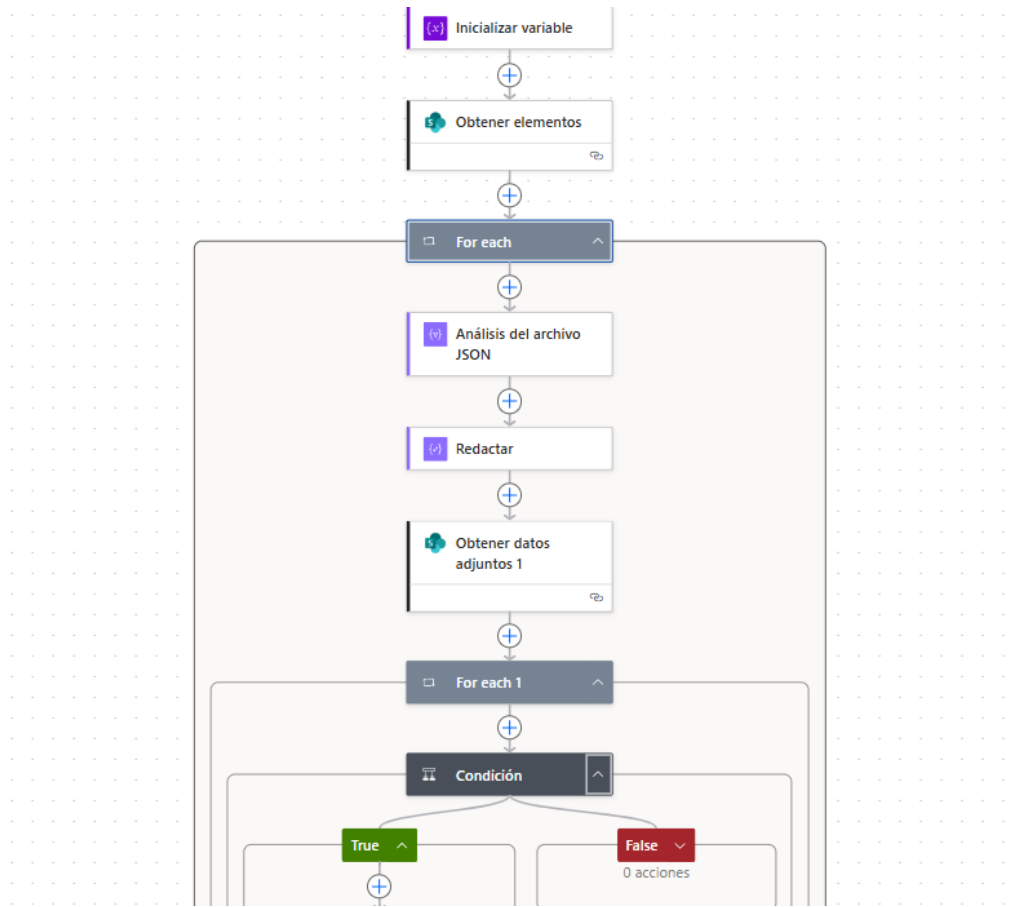 Inicializar variable
Obtener elementos
For each
Análisis del archivo
JSON
Redactar
Obtener datos
adjuntos 1
For each 1
Condición
True
False
0 acciones